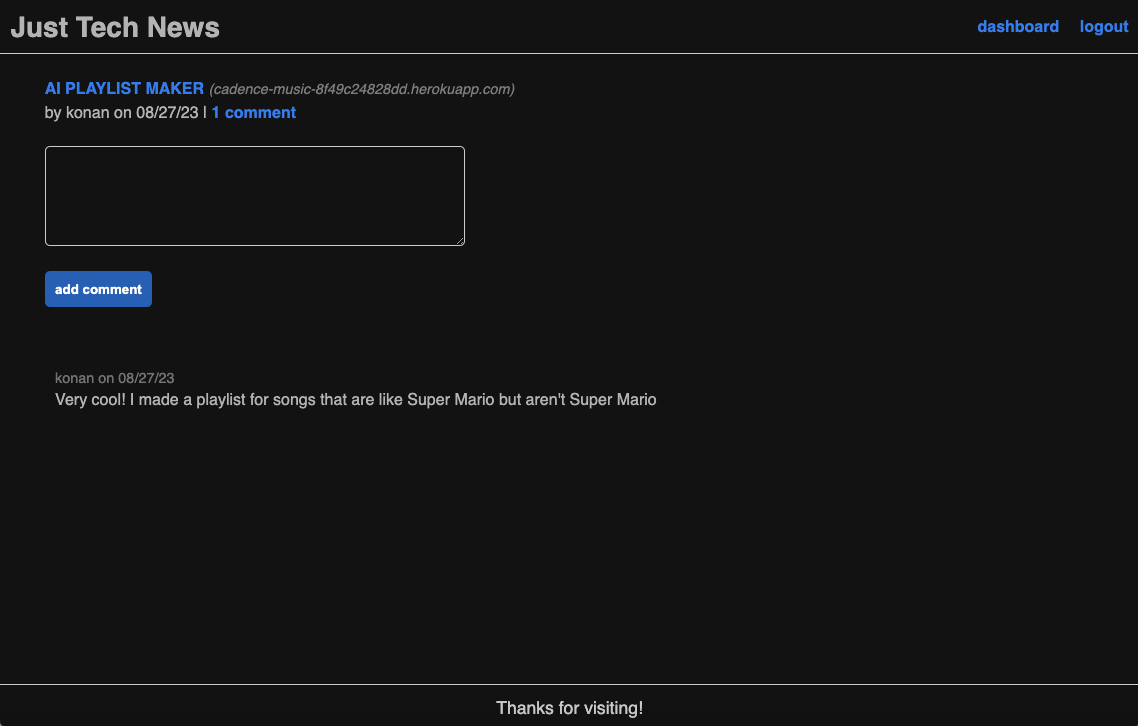 Just Tech News
dashboard logout
AI PLAYLIST MAKER (cadence-music-8f49c24828dd.herokuapp.com)
by konan on 08/27/23 | 1 comment
add comment
konan on 08/27/23
Very cool! I made a playlist for songs that are like Super Mario but aren't Super Mario
Thanks for visiting!